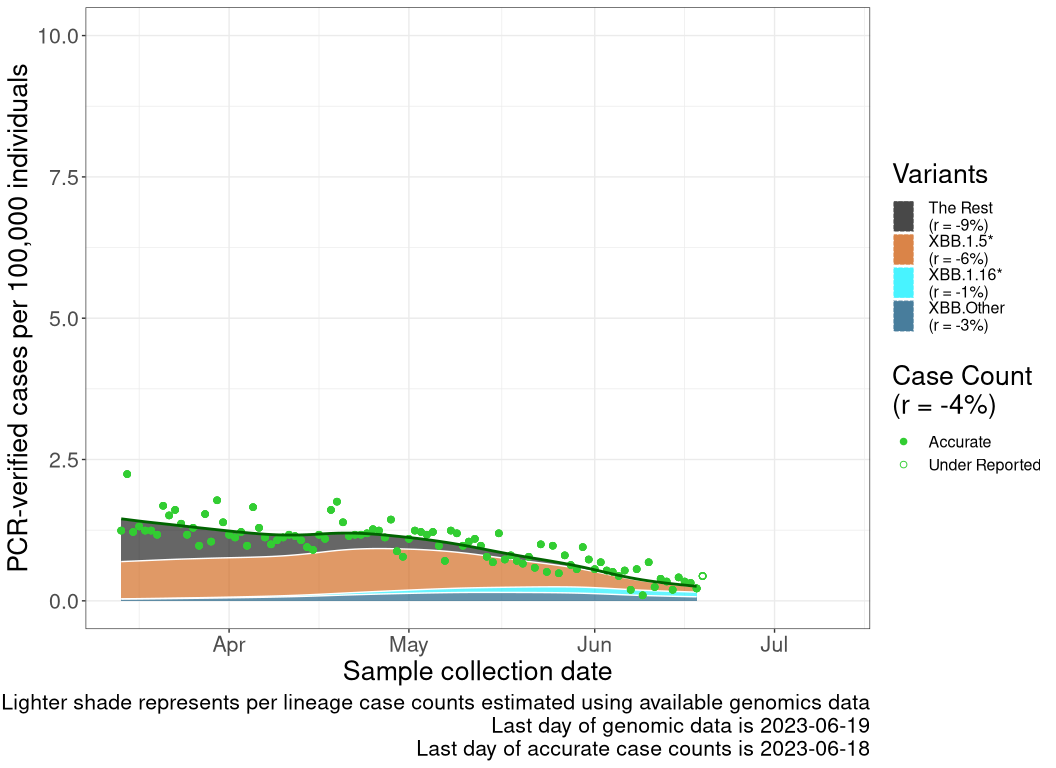 PCR-verified cases per 100,000 individuals
10.0
7.5
5.0
2.5
0.0
Apr
May
Jun
Jul
Sample collection date
Variants
The Rest
(r = -9%)
XBB.1.5*
(r = -6%)
XBB.1.16*
(r = -1%)
XBB.Other
(r = -3%)
Case Count
(r = -4%)
Accurate
Under Reported
Lighter shade represents per lineage case counts estimated using available genomics data
Last day of genomic data is 2023-06-19
Last day of accurate case counts is 2023-06-18